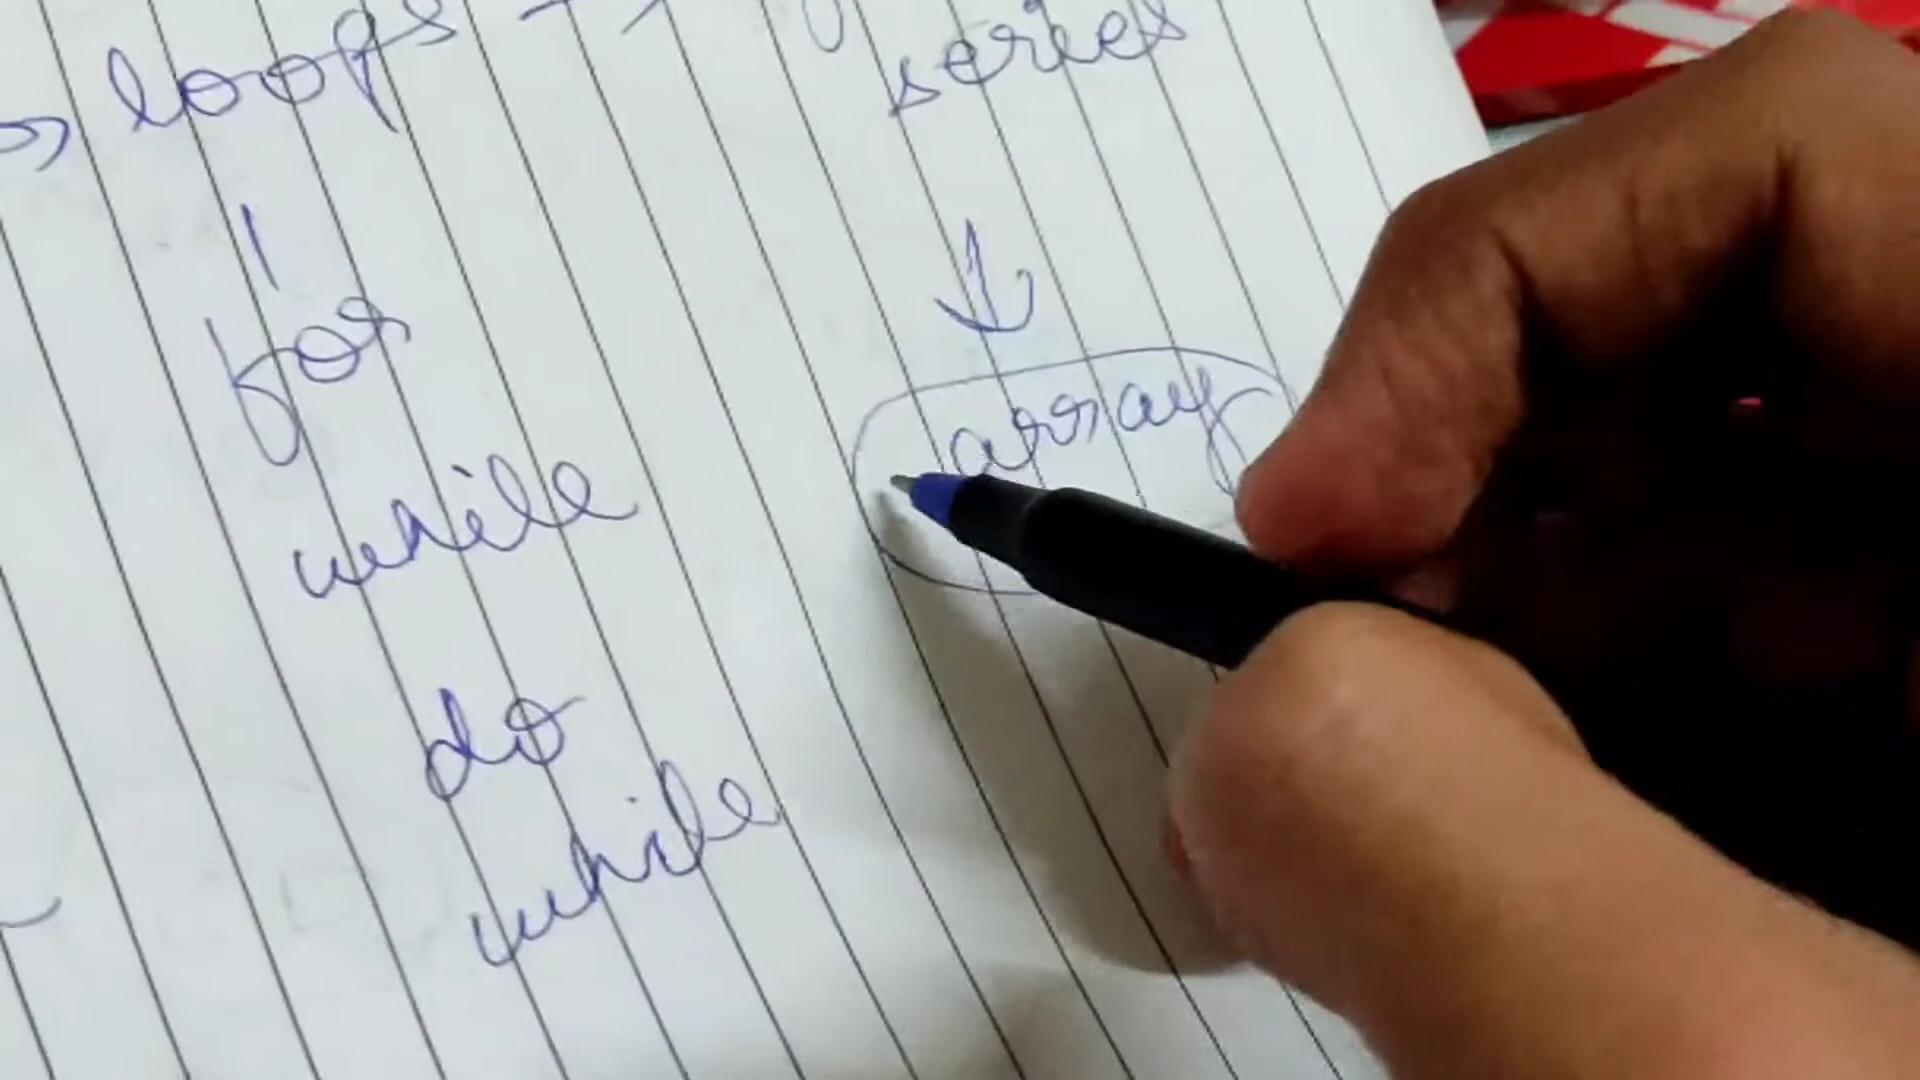 loops →
series
↓
for
array
while
do
while